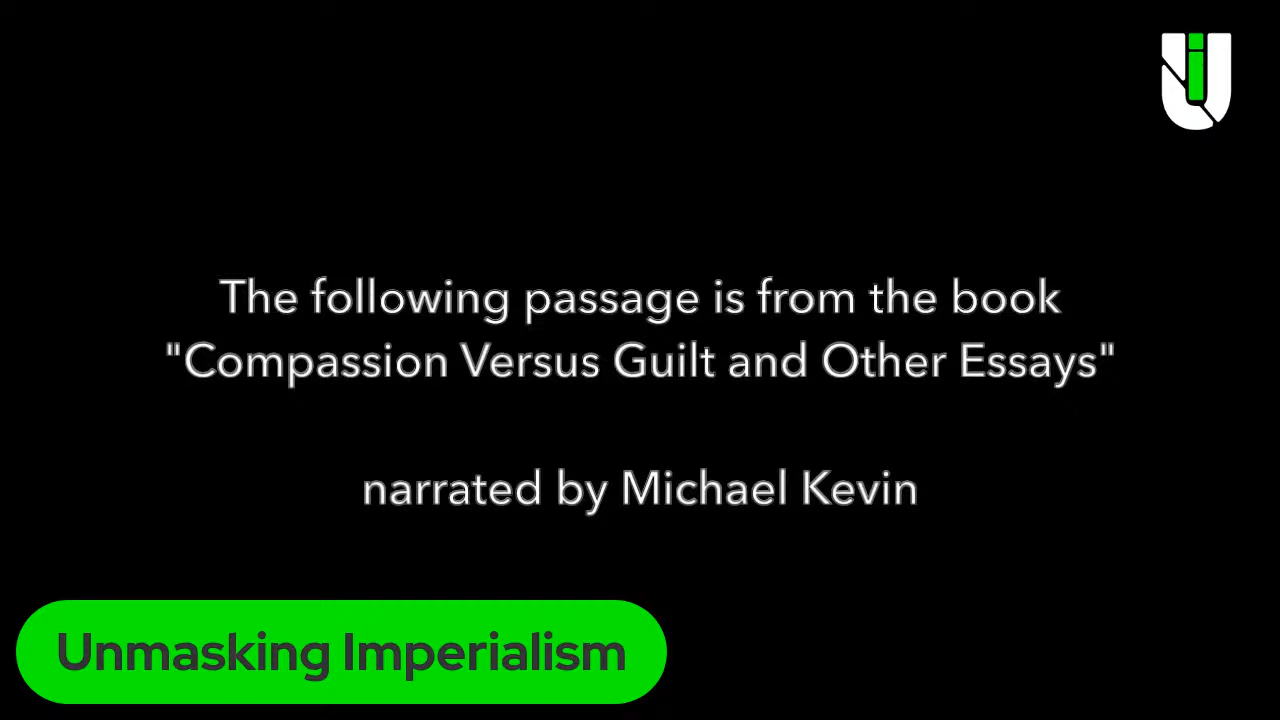 The following passage is from the book
"Compassion Versus Guilt and Other Essays"
narrated by Michael Kevin
Unmasking Imperialism